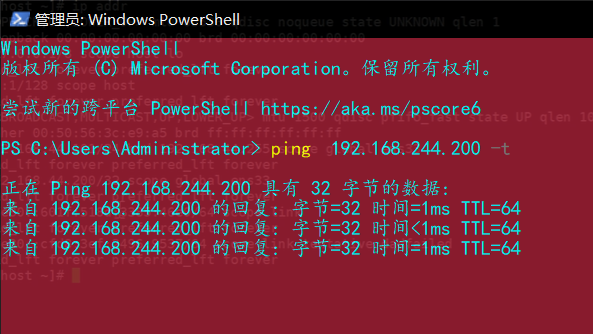 管理员: Windows PowerShell
Windows PowerShell
版权所有 (C) Microsoft Corporation。保留所有权利。
尝试新的跨平台 PowerShell https://aka.ms/pscore6
PS C:\Users\Administrator> ping 192.168.244.200 -t
正在 Ping 192.168.244.200 具有 32 字节的数据:
来自 192.168.244.200 的回复: 字节=32 时间=1ms TTL=64
来自 192.168.244.200 的回复: 字节=32 时间<1ms TTL=64
来自 192.168.244.200 的回复: 字节=32 时间=1ms TTL=64
host ~]#